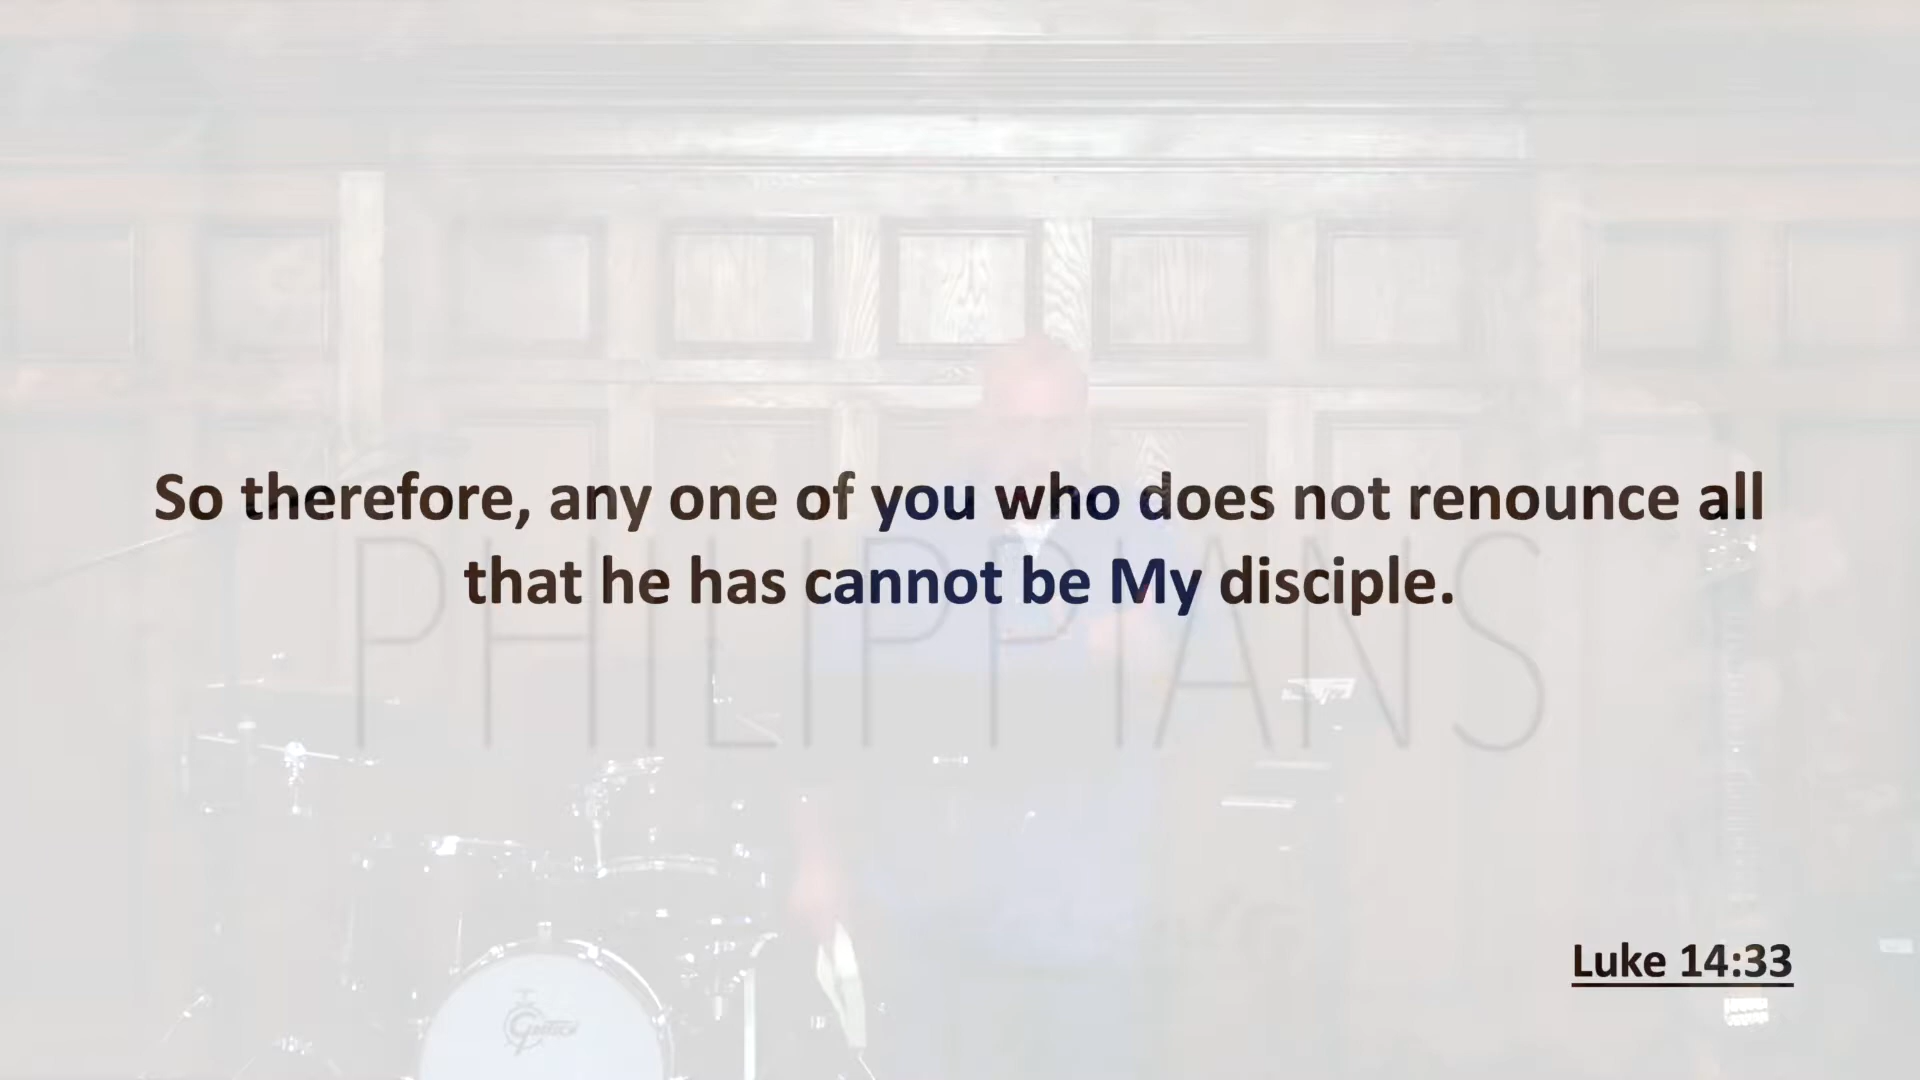 So therefore, any one of you who does not renounce all
that he has cannot be My disciple.
PHILIPPIANS
Luke 14:33
Gretsch